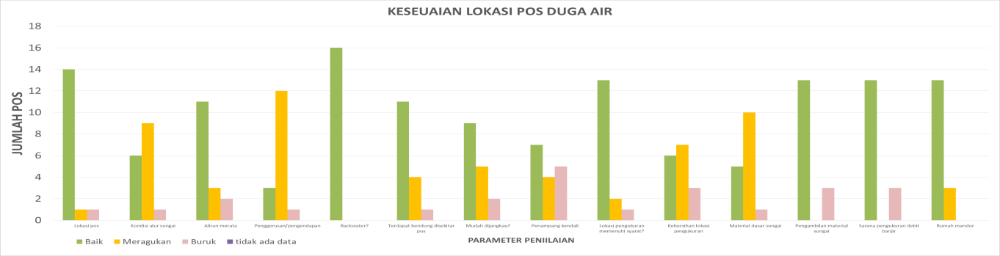 KESEUAIAN LOKASI POS DUGA AIR
18
16
14
12
10
8
6
4
2
0
JUMLAH POS
Lokasi pos
Kondisi alur sungai
Aliran merata
Penggerusan/pengendapan
Backwater?
Terdapat bendung disekitar
pos
Mudah dijangkau?
Penampang kendali
Lokasi pengukuran
memenuhi syarat?
Kebersihan lokasi
pengukuran
Material dasar sungai
Pengambilan material
sungai
Sarana pengukuran debit
banjir
Rumah mandor
PARAMETER PENIILAIAN
Baik
Meragukan
Buruk
tidak ada data